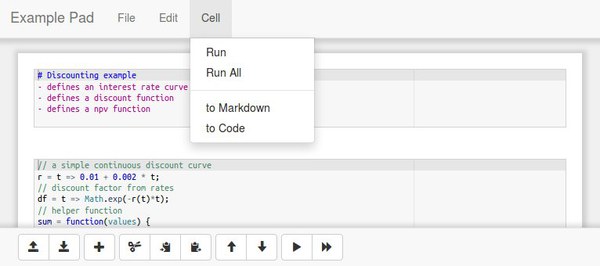 Example Pad File Edit Cell
Run
Run All
to Markdown
to Code
# Discounting example
- defines an interest rate curve
- defines a discount function
- defines a npv function
// a simple continuous discount curve
r = t => 0.01 + 0.002 * t;
// discount factor from rates
df = t => Math.exp(-r(t)*t);
// helper function
sum = function(values) {